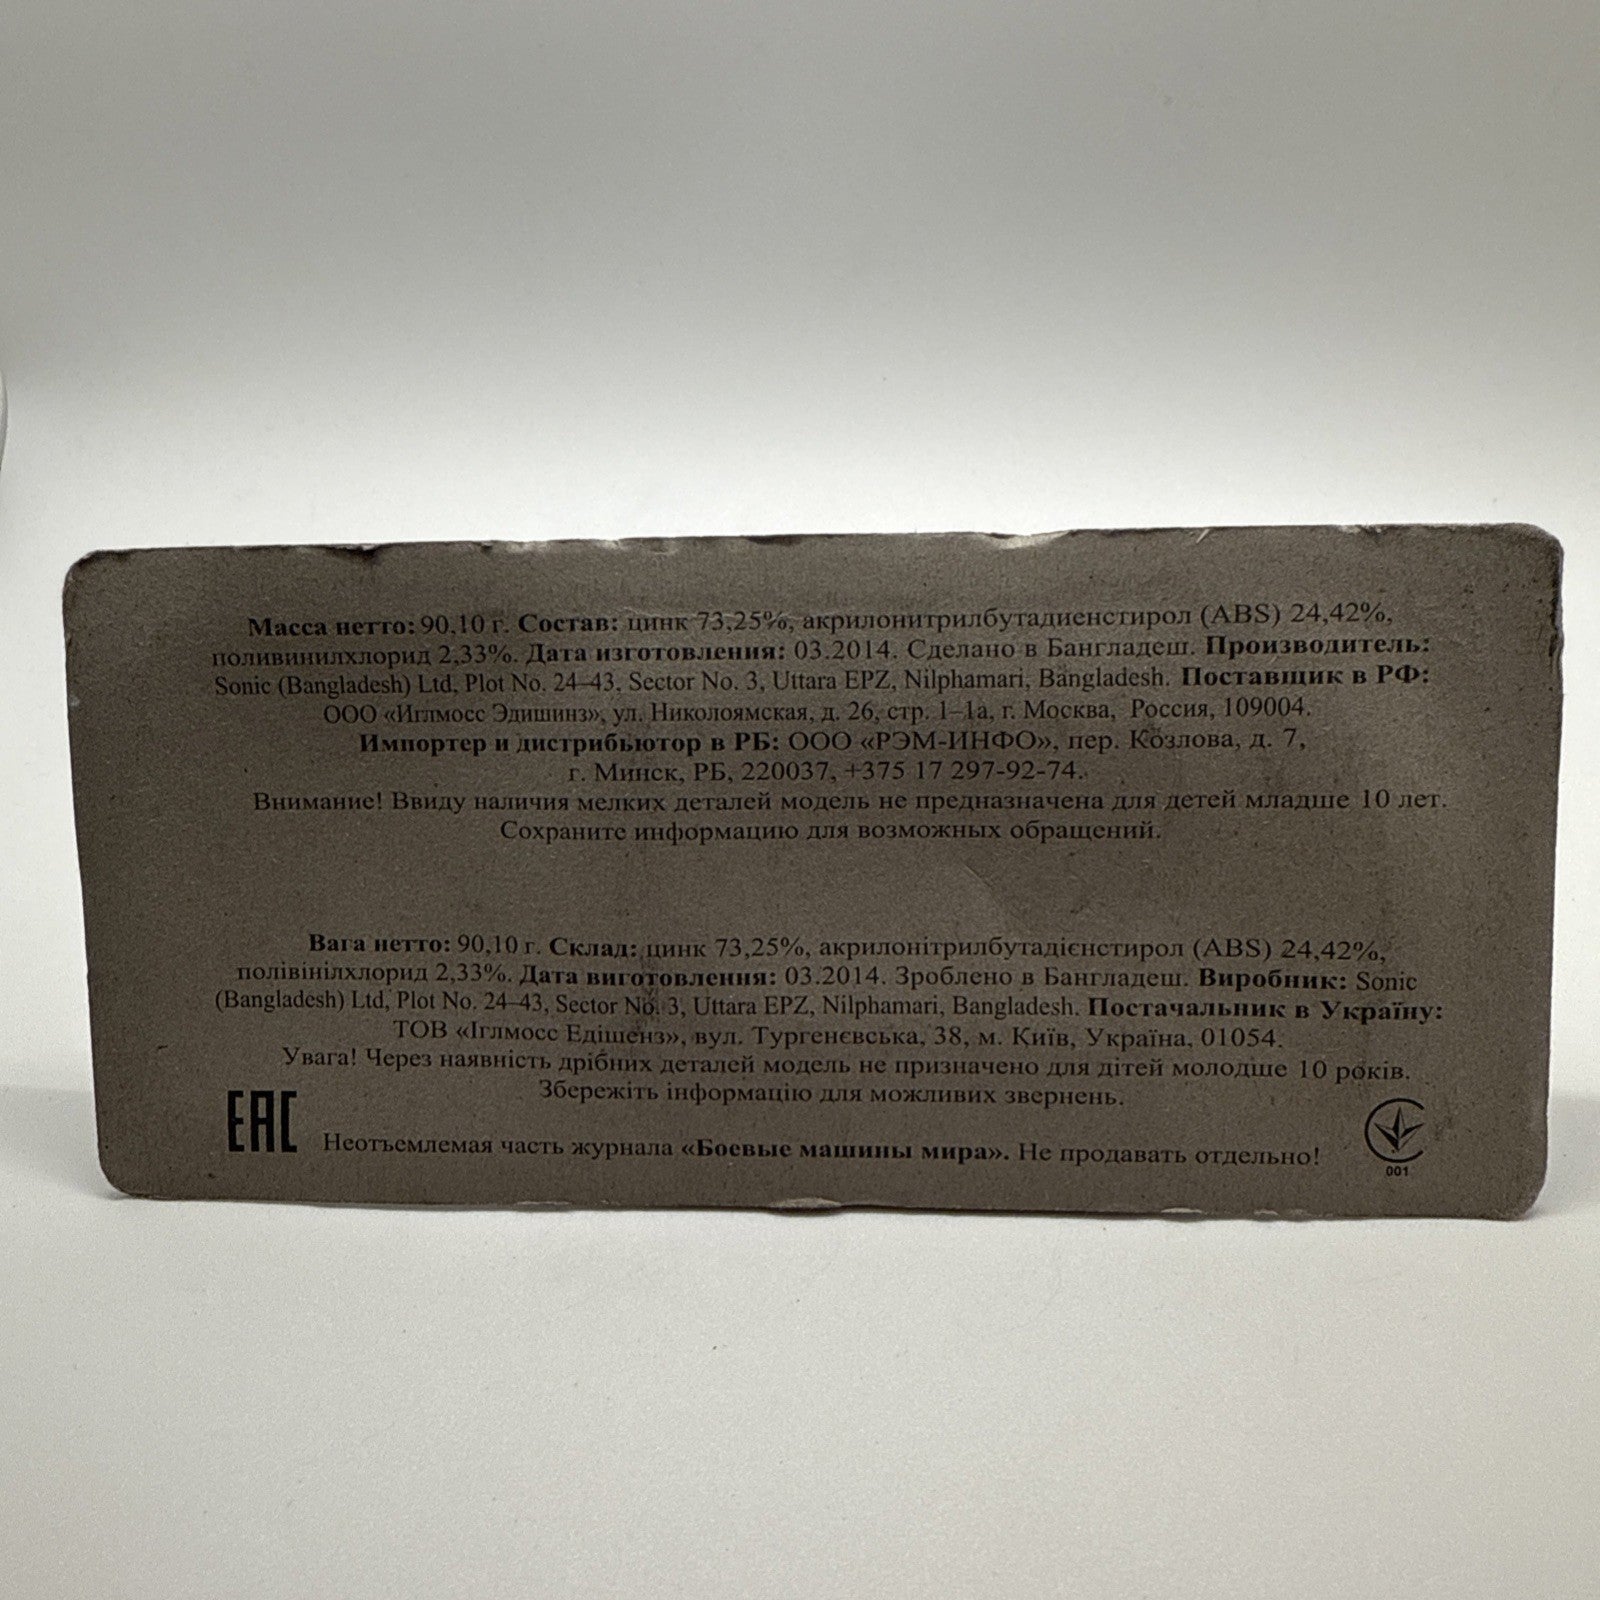 Масса нетто: 90,10 г. Состав: цинк 73,25%, акрилонитрилбутадиенстирол (ABS) 24,42%,
поливинилхлорид 2,33%. Дата изготовления: 03.2014. Сделано в Бангладеш. Производитель:
Sonic (Bangladesh) Ltd, Plot No. 24–43, Sector No. 3, Uttara EPZ, Nilphamari, Bangladesh. Поставщик в РФ:
ООО «Иглмосс Эдишинз», ул. Николоямская, д. 26, стр. 1–1а, г. Москва, Россия, 109004.
Импортер и дистрибьютор в РБ: ООО «РЭМ-ИНФО», пер. Козлова, д. 7,
г. Минск, РБ, 220037, +375 17 297-92-74.
Внимание! Ввиду наличия мелких деталей модель не предназначена для детей младше 10 лет.
Сохраните информацию для возможных обращений.
Вага нетто: 90,10 г. Склад: цинк 73,25%, акрилонітрилбутадієнстирол (ABS) 24,42%,
полівінілхлорид 2,33%. Дата виготовлення: 03.2014. Зроблено в Бангладеш. Виробник: Sonic
(Bangladesh) Ltd, Plot No. 24–43, Sector No. 3, Uttara EPZ, Nilphamari, Bangladesh. Постачальник в Україну:
ТОВ «Іглмосс Едішенз», вул. Тургенєвська, 38, м. Київ, Україна, 01054.
Увага! Через наявність дрібних деталей модель не призначено для дітей молодше 10 років.
Збережіть інформацію для можливих звернень.
EAC Неотъемлемая часть журнала «Боевые машины мира». Не продавать отдельно!
001